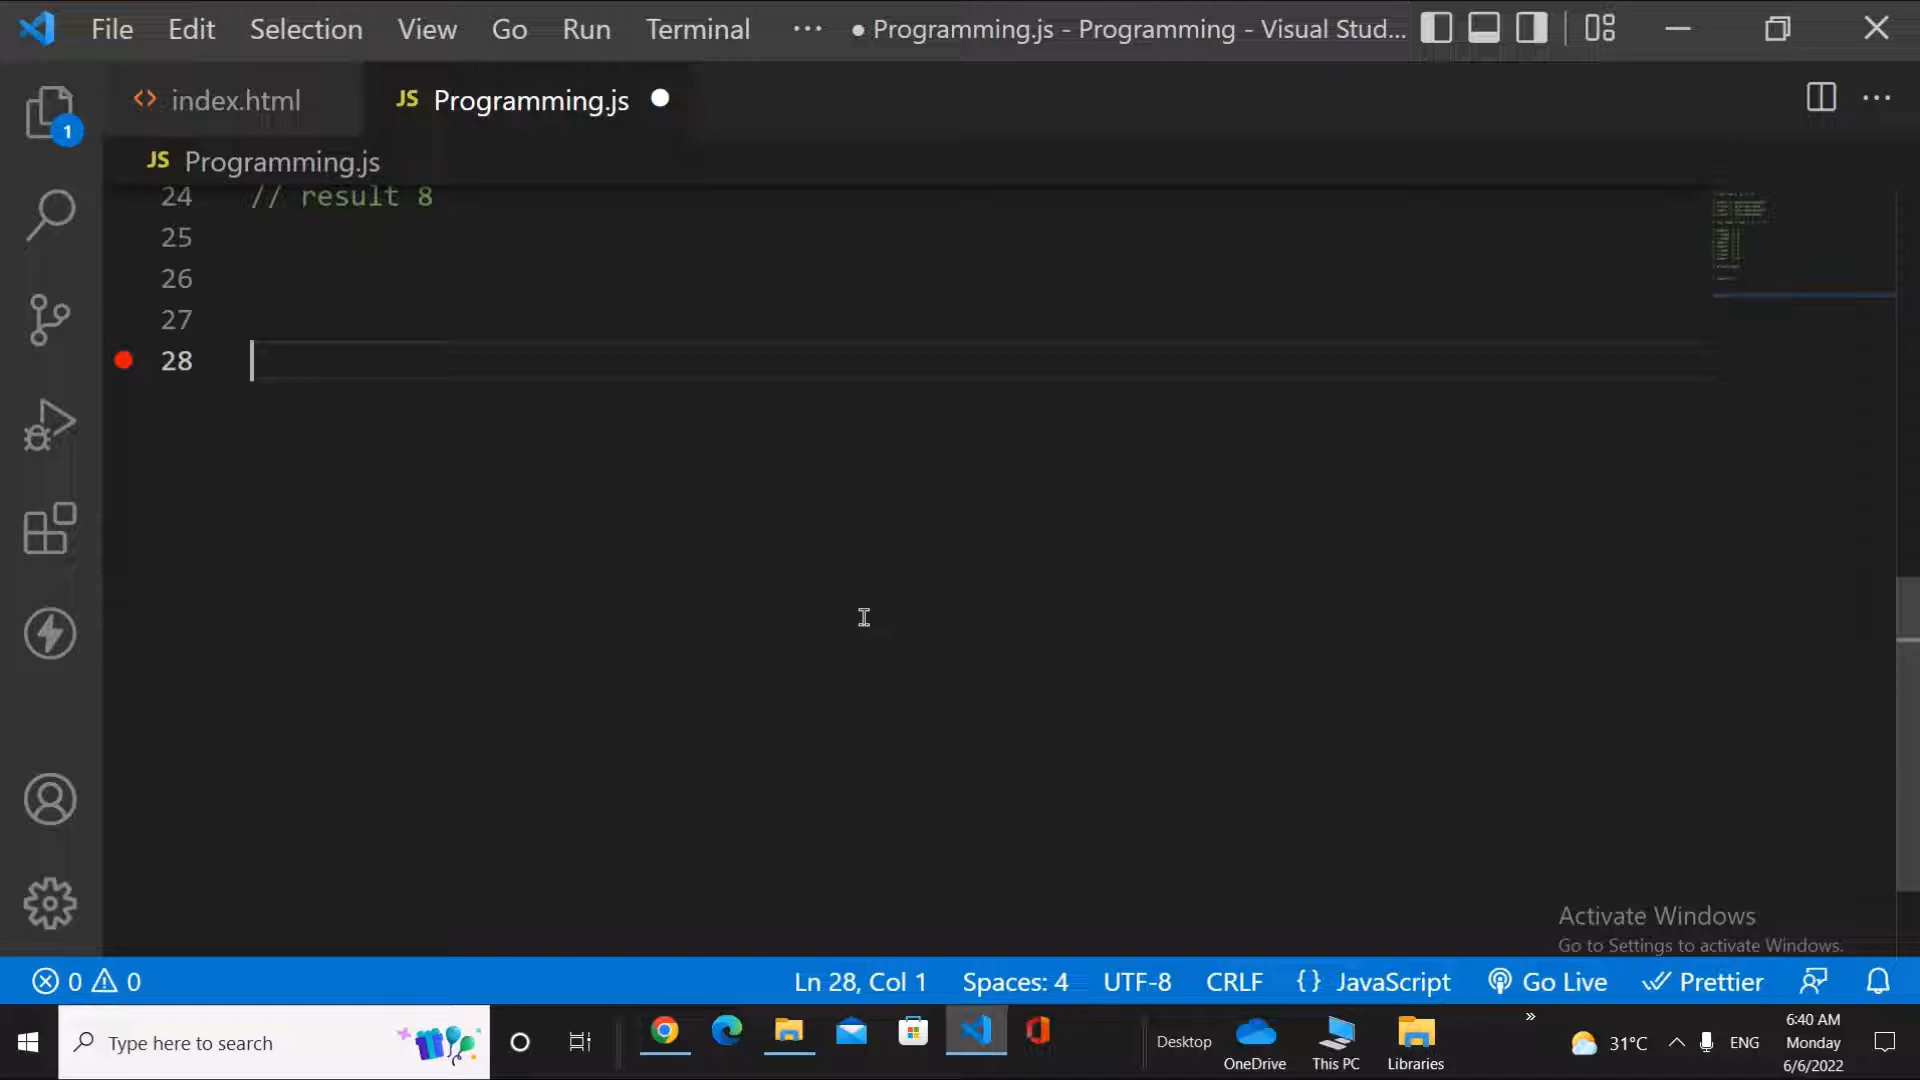 File Edit Selection View Go Run Terminal ··· ● Programming.js - Programming - Visual Stud...
<> index.html JS Programming.js ●
1
JS Programming.js
24 // result 8
25
26
27
28
Activate Windows
Go to Settings to activate Windows.
0 0 Ln 28, Col 1 Spaces: 4 UTF-8 CRLF {} JavaScript Go Live Prettier
Type here to search
Desktop
OneDrive
This PC
Libraries
»
31°C
ENG
6:40 AM
Monday
6/6/2022